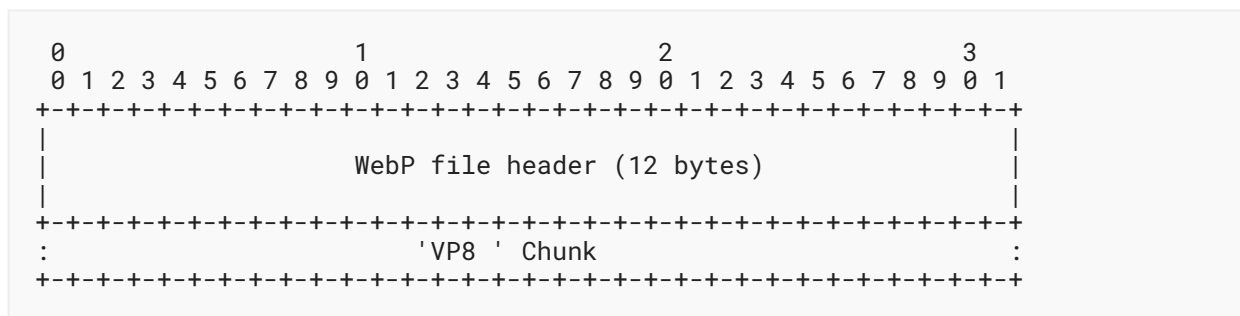 0                   1                   2                   3
 0 1 2 3 4 5 6 7 8 9 0 1 2 3 4 5 6 7 8 9 0 1 2 3 4 5 6 7 8 9 0 1
+-+-+-+-+-+-+-+-+-+-+-+-+-+-+-+-+-+-+-+-+-+-+-+-+-+-+-+-+-+-+-+-+
|                                                               |
|                    WebP file header (12 bytes)                |
|                                                               |
+-+-+-+-+-+-+-+-+-+-+-+-+-+-+-+-+-+-+-+-+-+-+-+-+-+-+-+-+-+-+-+-+
:                        'VP8 ' Chunk                           :
+-+-+-+-+-+-+-+-+-+-+-+-+-+-+-+-+-+-+-+-+-+-+-+-+-+-+-+-+-+-+-+-+